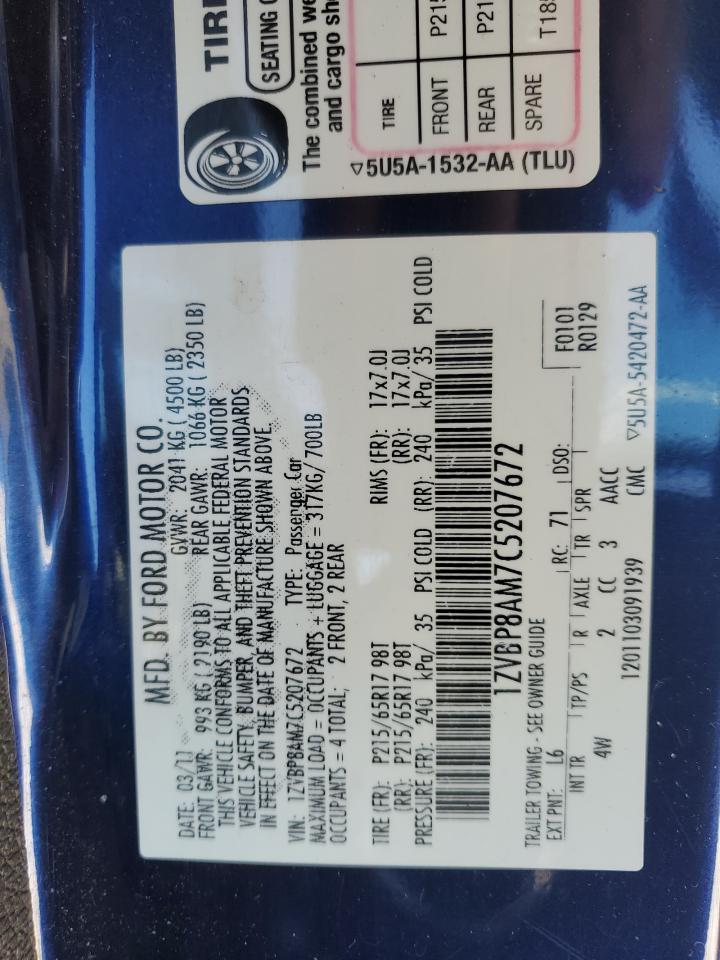 MFD. BY FORD MOTOR CO.
DATE: 03/11 GVWR: 2041 KG ( 4500 LB)
FRONT GAWR: 993 KG ( 2190 LB) REAR GAWR: 1066 KG ( 2350 LB)
THIS VEHICLE CONFORMS TO ALL APPLICABLE FEDERAL MOTOR
VEHICLE SAFETY, BUMPER, AND THEFT PREVENTION STANDARDS
IN EFFECT ON THE DATE OF MANUFACTURE SHOWN ABOVE.
VIN: 1ZVBP8AM7C5207672 TYPE: Passenger Car
MAXIMUM LOAD = OCCUPANTS + LUGGAGE = 317KG/ 700LB
OCCUPANTS = 4 TOTAL; 2 FRONT, 2 REAR
TIRE (FR): P215/65R17 98T RIMS (FR): 17x7.0J
(RR): P215/65R17 98T (RR): 17x7.0J
PRESSURE (FR): 240 kPa/ 35 PSI COLD (RR): 240 kPa/ 35 PSI COLD
1ZVBP8AM7C5207672
TRAILER TOWING - SEE OWNER GUIDE
F0101
R0129
EXT PNT: L6 RC: 71 DSO:
INT TR TP/PS R AXLE TR SPR
4W 2 CC 3 AACC
1201103091939 CMC ▽5U5A-5420472-AA
TIRE
SEATING
The combined we
and cargo sh
TIRE
FRONT P215
REAR P21
SPARE T185
▽5U5A-1532-AA (TLU)